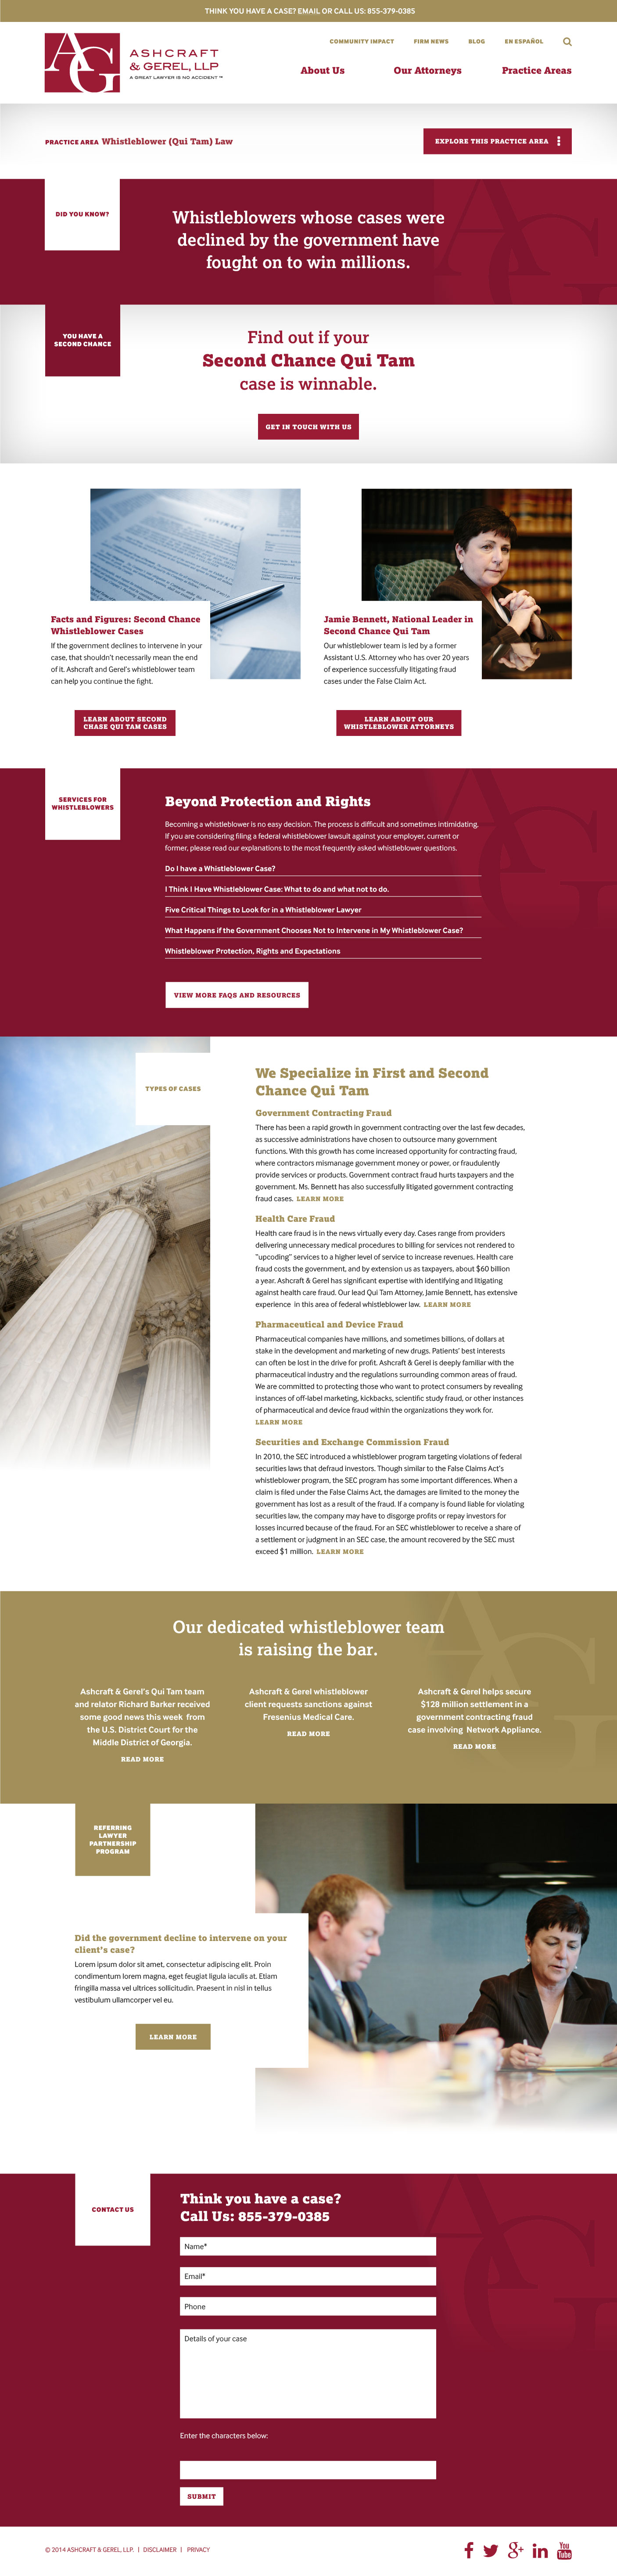 THINK YOU HAVE A CASE? EMAIL OR CALL US: 855-379-0385
COMMUNITY IMPACT FIRM NEWS BLOG EN ESPAÑOL
AG
ASHCRAFT
& GEREL, LLP
A GREAT LAWYER IS NO ACCIDENT ™
About Us Our Attorneys Practice Areas
PRACTICE AREA Whistleblower (Qui Tam) Law
EXPLORE THIS PRACTICE AREA
DID YOU KNOW?
Whistleblowers whose cases were
declined by the government have
fought on to win millions.
YOU HAVE A
SECOND CHANCE
Find out if your
Second Chance Qui Tam
case is winnable.
GET IN TOUCH WITH US
Facts and Figures: Second Chance
Whistleblower Cases
If the government declines to intervene in your
case, that shouldn't necessarily mean the end
of it. Ashcraft and Gerel's whistleblower team
can help you continue the fight.
LEARN ABOUT SECOND
CHASE QUI TAM CASES
Jamie Bennett, National Leader in
Second Chance Qui Tam
Our whistleblower team is led by a former
Assistant U.S. Attorney who has over 20 years
of experience successfully litigating fraud
cases under the False Claim Act.
LEARN ABOUT OUR
WHISTLEBLOWER ATTORNEYS
SERVICES FOR
WHISTLEBLOWERS
Beyond Protection and Rights
Becoming a whistleblower is no easy decision. The process is difficult and sometimes intimidating.
If you are considering filing a federal whistleblower lawsuit against your employer, current or
former, please read our explanations to the most frequently asked whistleblower questions.
Do I have a Whistleblower Case?
I Think I Have Whistleblower Case: What to do and what not to do.
Five Critical Things to Look for in a Whistleblower Lawyer
What Happens if the Government Chooses Not to Intervene in My Whistleblower Case?
Whistleblower Protection, Rights and Expectations
VIEW MORE FAQS AND RESOURCES
TYPES OF CASES
We Specialize in First and Second
Chance Qui Tam
Government Contracting Fraud
There has been a rapid growth in government contracting over the last few decades,
as successive administrations have chosen to outsource many government
functions. With this growth has come increased opportunity for contracting fraud,
where contractors mismanage government money or power, or fraudulently
provide services or products. Government contract fraud hurts taxpayers and the
government. Ms. Bennett has also successfully litigated government contracting
fraud cases. LEARN MORE
Health Care Fraud
Health care fraud is in the news virtually every day. Cases range from providers
delivering unnecessary medical procedures to billing for services not rendered to
"upcoding" services to a higher level of service to increase revenues. Health care
fraud costs the government, and by extension us as taxpayers, about $60 billion
a year. Ashcraft & Gerel has significant expertise with identifying and litigating
against health care fraud. Our lead Qui Tam Attorney, Jamie Bennett, has extensive
experience in this area of federal whistleblower law. LEARN MORE
Pharmaceutical and Device Fraud
Pharmaceutical companies have millions, and sometimes billions, of dollars at
stake in the development and marketing of new drugs. Patients' best interests
can often be lost in the drive for profit. Ashcraft & Gerel is deeply familiar with the
pharmaceutical industry and the regulations surrounding common areas of fraud.
We are committed to protecting those who want to protect consumers by revealing
instances of off-label marketing, kickbacks, scientific study fraud, or other instances
of pharmaceutical and device fraud within the organizations they work for.
LEARN MORE
Securities and Exchange Commission Fraud
In 2010, the SEC introduced a whistleblower program targeting violations of federal
securities laws that defraud investors. Though similar to the False Claims Act's
whistleblower program, the SEC program has some important differences. When a
claim is filed under the False Claims Act, the damages are limited to the money the
government has lost as a result of the fraud. If a company is found liable for violating
securities law, the company may have to disgorge profits or repay investors for
losses incurred because of the fraud. For an SEC whistleblower to receive a share of
a settlement or judgment in an SEC case, the amount recovered by the SEC must
exceed $1 million. LEARN MORE
Our dedicated whistleblower team
is raising the bar.
Ashcraft & Gerel's Qui Tam team
and relator Richard Barker received
some good news this week from
the U.S. District Court for the
Middle District of Georgia.
READ MORE
Ashcraft & Gerel whistleblower
client requests sanctions against
Fresenius Medical Care.
READ MORE
Ashcraft & Gerel helps secure
$128 million settlement in a
government contracting fraud
case involving Network Appliance.
READ MORE
REFERRING
LAWYER
PARTNERSHIP
PROGRAM
Did the government decline to intervene on your
client's case?
Lorem ipsum dolor sit amet, consectetur adipiscing elit. Proin
condimentum lorem magna, eget feugiat ligula iaculis at. Etiam
fringilla massa vel ultrices sollicitudin. Praesent in nisl in tellus
vestibulum ullamcorper vel eu.
LEARN MORE
CONTACT US
Think you have a case?
Call Us: 855-379-0385
Name*
Email*
Phone
Details of your case
Enter the characters below:
SUBMIT
© 2014 ASHCRAFT & GEREL, LLP. | DISCLAIMER | PRIVACY
You
Tube